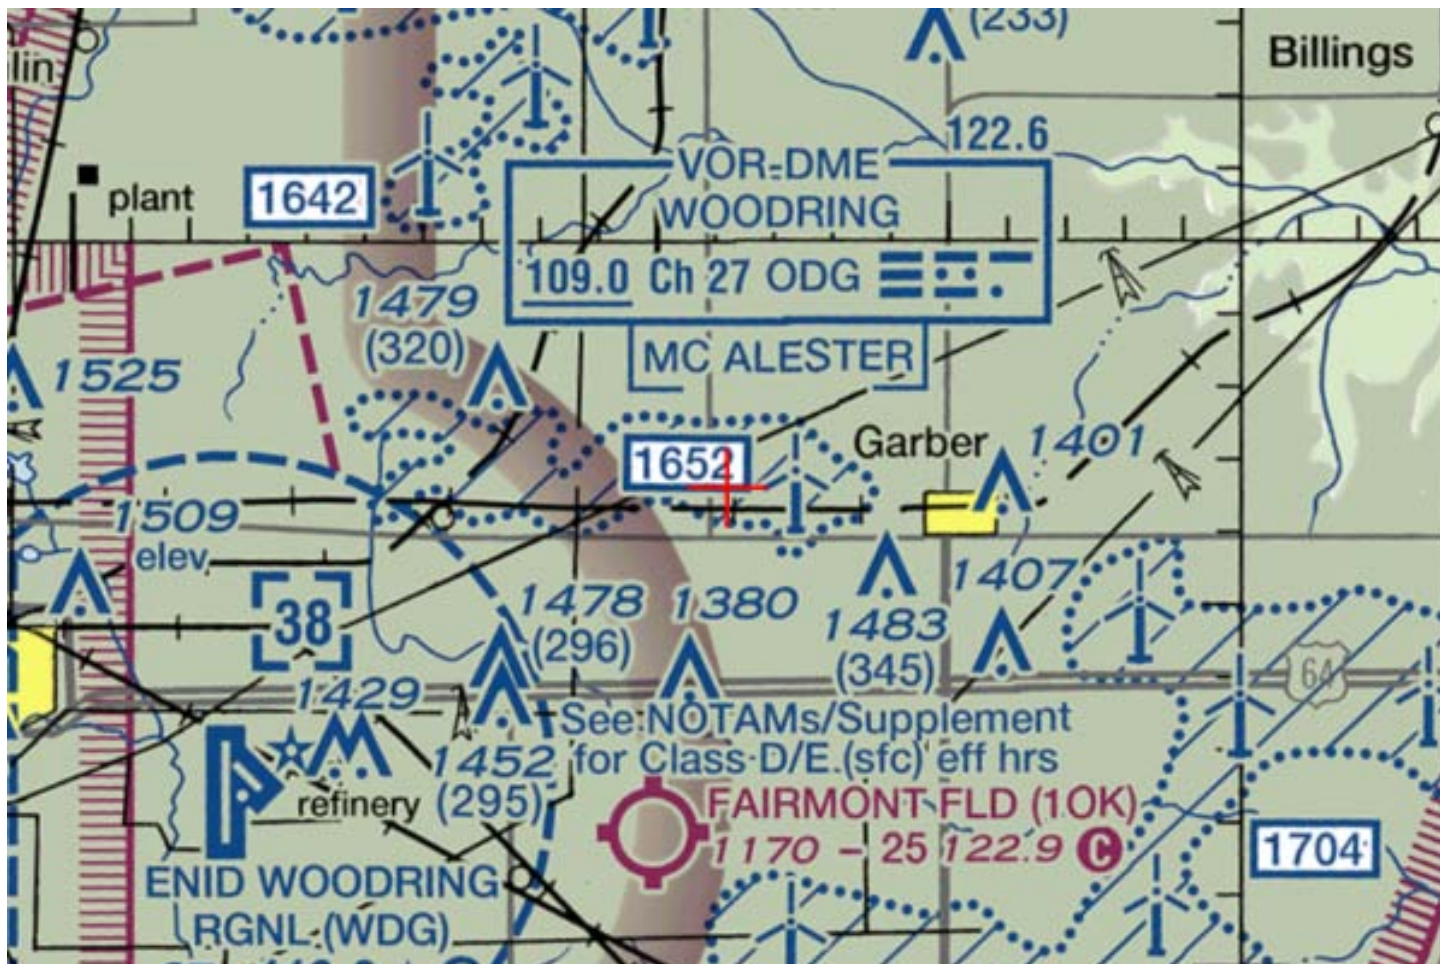 (233)
Billings
lin
122.6
VOR-DME
WOODRING
109.0 Ch 27 ODG
MC ALESTER
plant
1642
1479
(320)
1525
1652
Garber
1401
1509
elev
38
1478
(296)
1380
1483
(345)
1407
64
1429
1452
(295)
See NOTAMs/Supplement
for Class D/E (sfc) eff hrs
refinery
FAIRMONT FLD (1OK)
1170 - 25 122.9 C
1704
ENID WOODRING
RGNL (WDG)